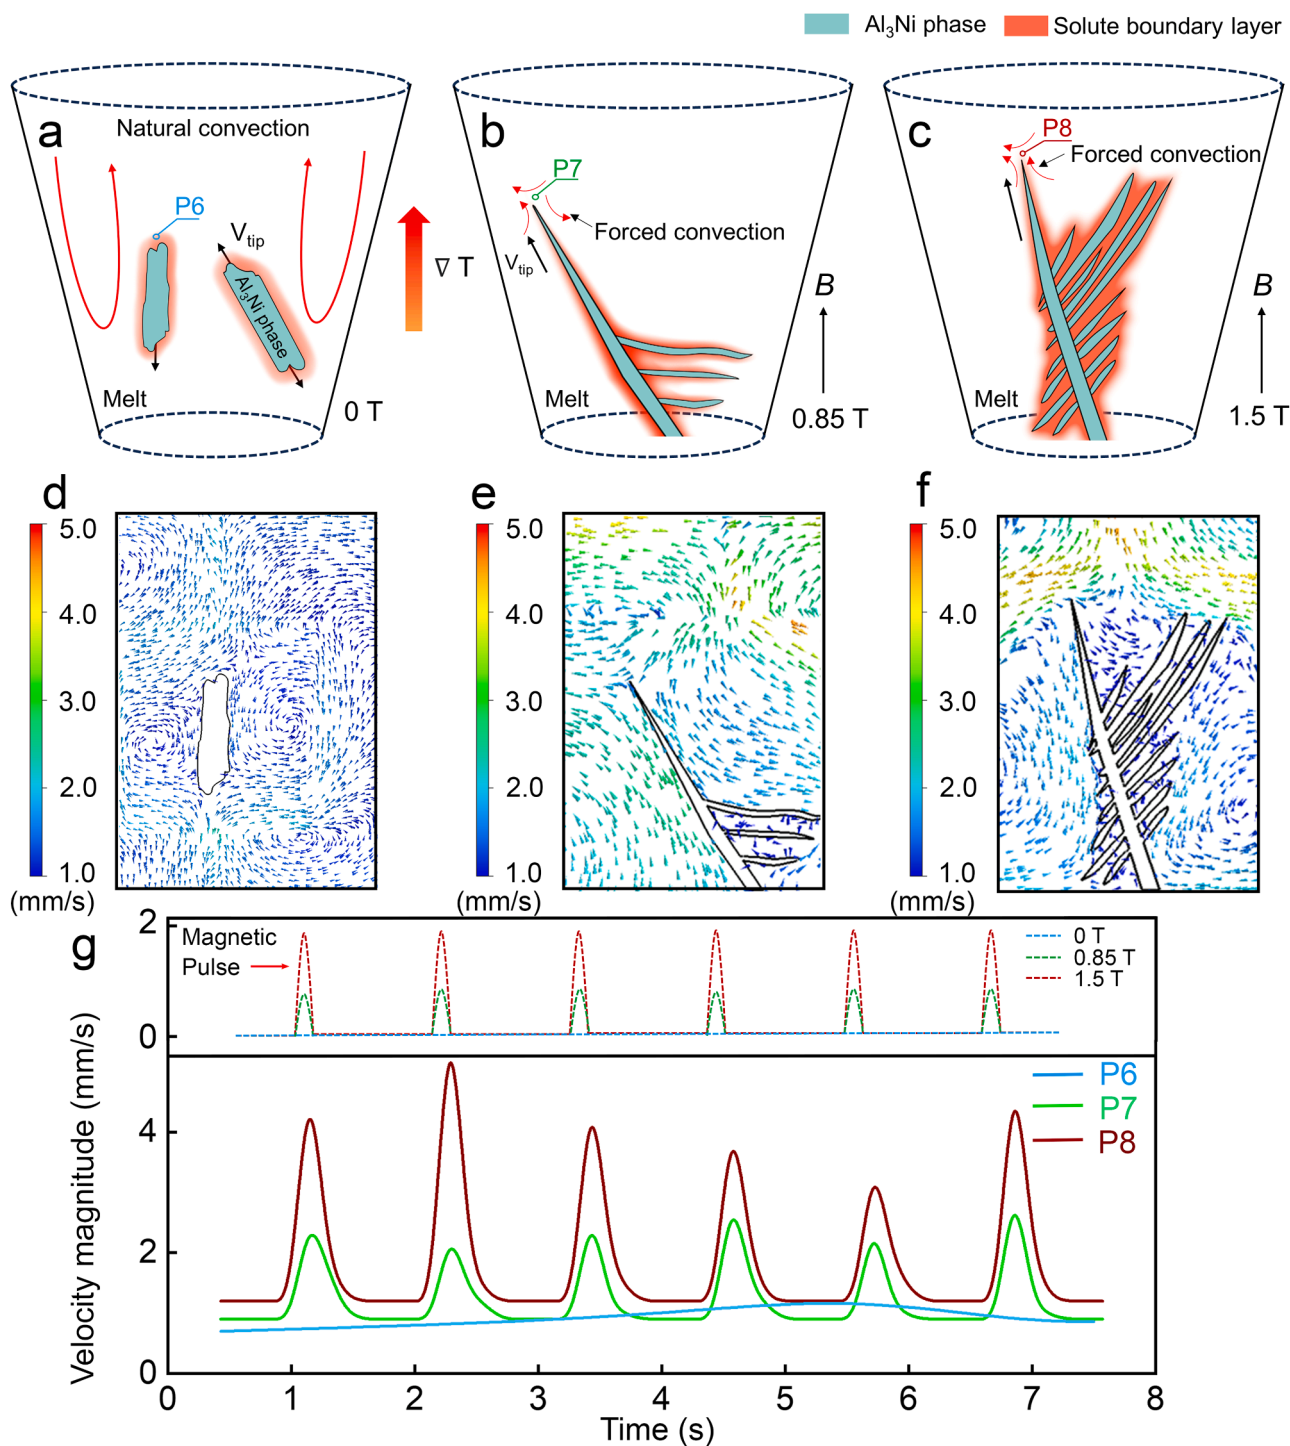 Al₃Ni phase
Solute boundary layer
a
Natural convection
P6
Vtip
Al₃Ni phase
∇ T
Melt
0 T
b
P7
Forced convection
Vtip
B
Melt
0.85 T
c
P8
Forced convection
B
Melt
1.5 T
d
5.0
4.0
3.0
2.0
1.0
(mm/s)
e
5.0
4.0
3.0
2.0
1.0
(mm/s)
f
5.0
4.0
3.0
2.0
1.0
(mm/s)
g
Magnetic
Pulse
0 T
0.85 T
1.5 T
2
0
P6
P7
P8
4
2
0
Velocity magnitude (mm/s)
0 1 2 3 4 5 6 7 8
Time (s)